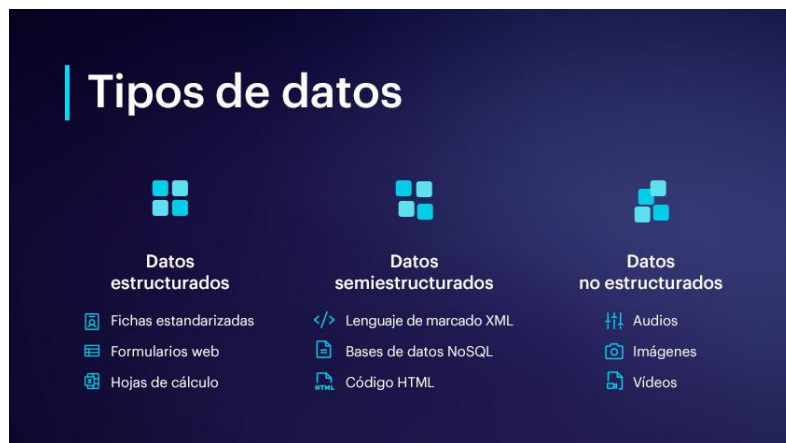 Tipos de datos
Datos
estructurados
Fichas estandarizadas
Formularios web
Hojas de cálculo
Datos
semiestructurados
</> Lenguaje de marcado XML
Bases de datos NoSQL
HTML Código HTML
Datos
no estructurados
Audios
Imágenes
Vídeos